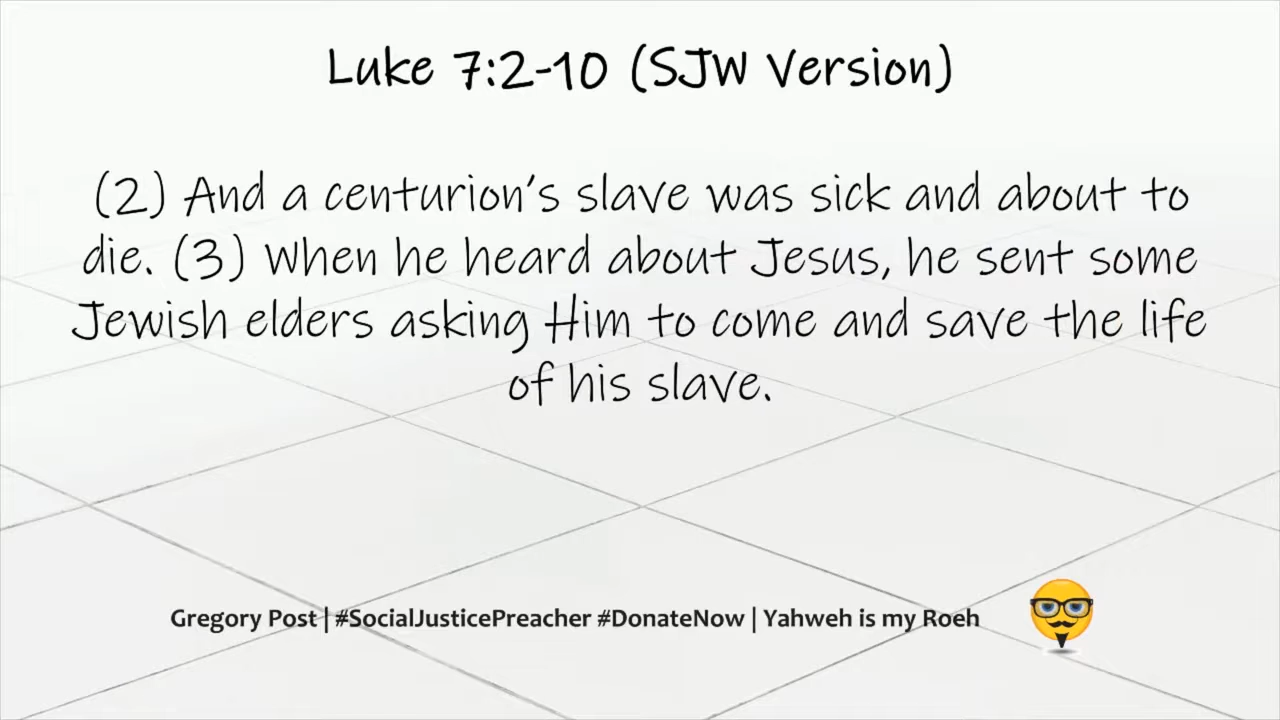 Luke 7:2-10 (SJW Version)
(2) And a centurion's slave was sick and about to
die. (3) When he heard about Jesus, he sent some
Jewish elders asking Him to come and save the life
of his slave.
Gregory Post | #SocialJusticePreacher #DonateNow | Yahweh is my Roeh